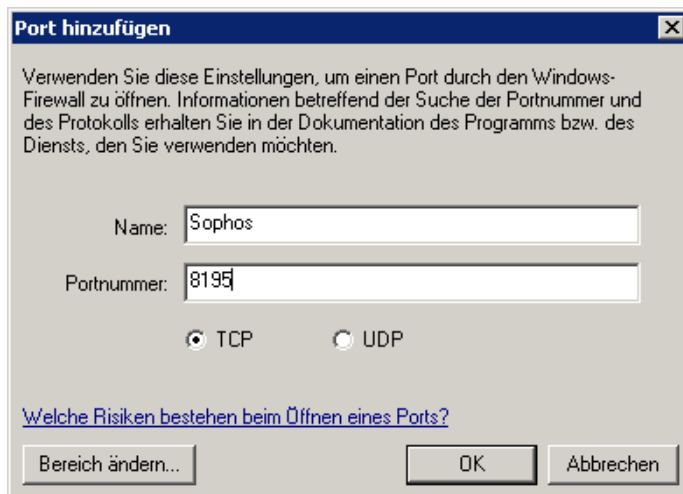 Port hinzufügen
Verwenden Sie diese Einstellungen, um einen Port durch den Windows-
Firewall zu öffnen. Informationen betreffend der Suche der Portnummer und
des Protokolls erhalten Sie in der Dokumentation des Programms bzw. des
Diensts, den Sie verwenden möchten.
Name: Sophos
Portnummer: 8195
TCP UDP
Welche Risiken bestehen beim Öffnen eines Ports?
Bereich ändern... OK Abbrechen